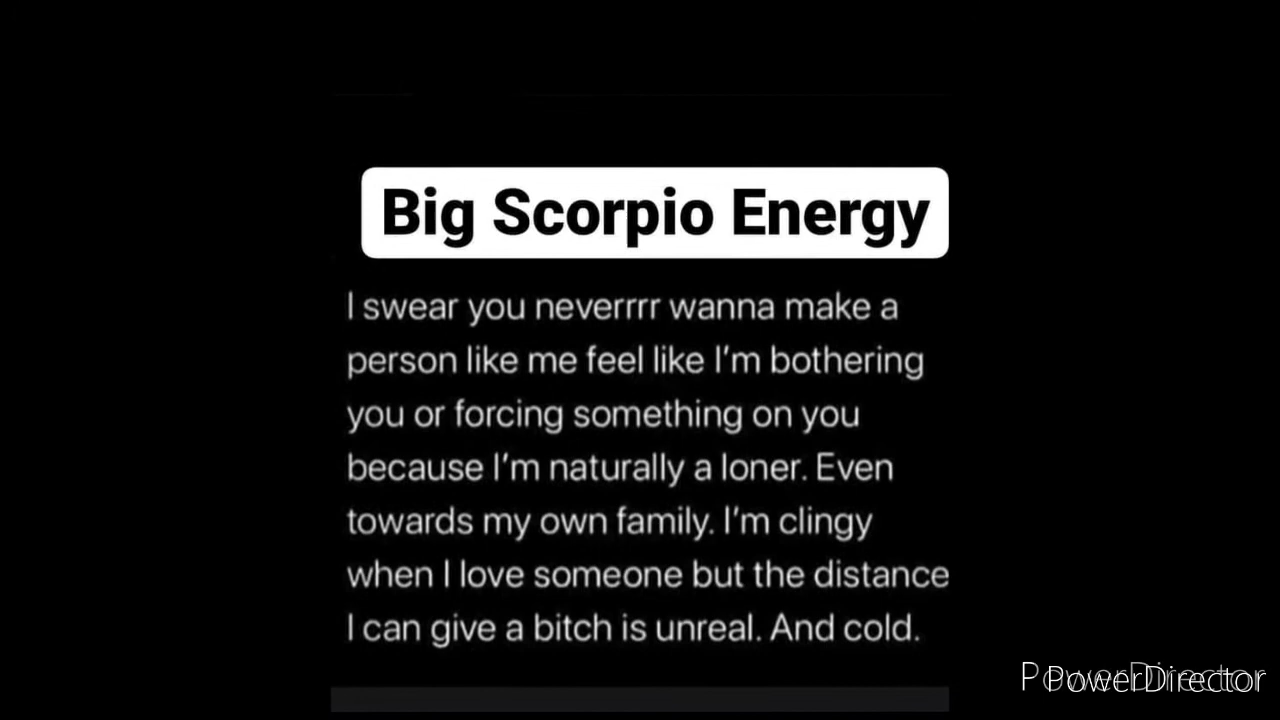 Big Scorpio Energy
I swear you neverrrr wanna make a
person like me feel like I'm bothering
you or forcing something on you
because I'm naturally a loner. Even
towards my own family. I'm clingy
when I love someone but the distance
I can give a bitch is unreal. And cold.
PowerDirector
PowerDirector